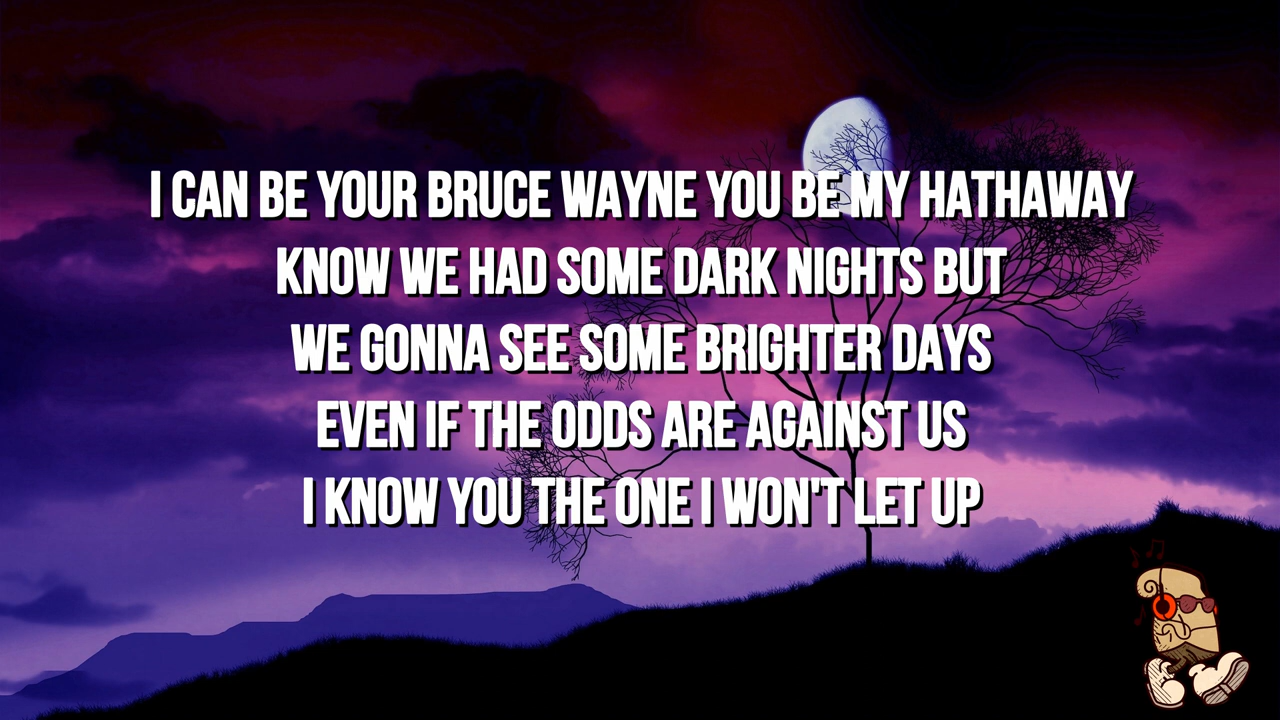 I CAN BE YOUR BRUCE WAYNE YOU BE MY HATHAWAY
KNOW WE HAD SOME DARK NIGHTS BUT
WE GONNA SEE SOME BRIGHTER DAYS
EVEN IF THE ODDS ARE AGAINST US
I KNOW YOU THE ONE I WON'T LET UP